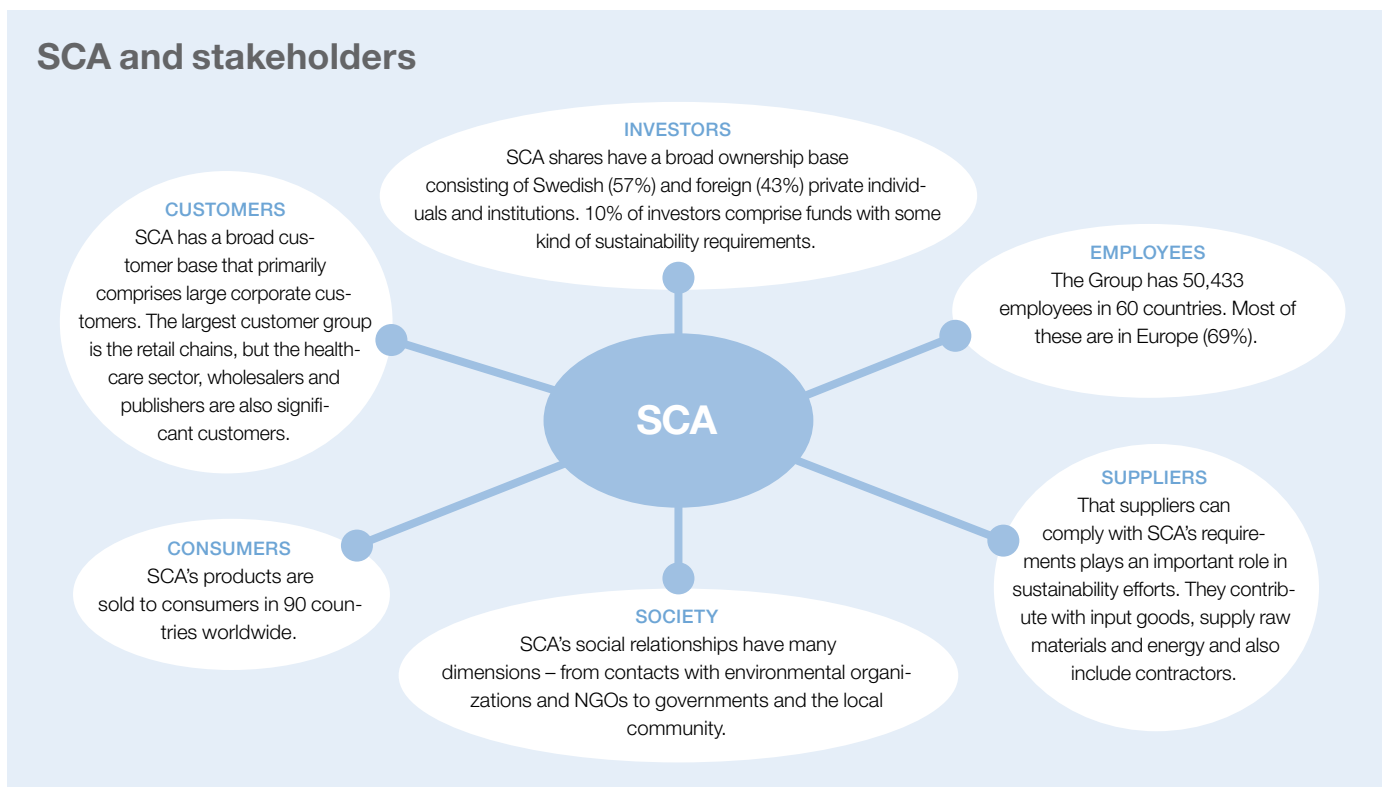 SCA and stakeholders
INVESTORS
SCA shares have a broad ownership base
consisting of Swedish (57%) and foreign (43%) private individ-
uals and institutions. 10% of investors comprise funds with some
kind of sustainability requirements.
CUSTOMERS
SCA has a broad cus-
tomer base that primarily
comprises large corporate cus-
tomers. The largest customer group
is the retail chains, but the health-
care sector, wholesalers and
publishers are also signifi-
cant customers.
EMPLOYEES
The Group has 50,433
employees in 60 countries. Most of
these are in Europe (69%).
SCA
SUPPLIERS
That suppliers can
comply with SCA’s require-
ments plays an important role in
sustainability efforts. They contrib-
ute with input goods, supply raw
materials and energy and also
include contractors.
CONSUMERS
SCA’s products are
sold to consumers in 90 coun-
tries worldwide.
SOCIETY
SCA’s social relationships have many
dimensions – from contacts with environmental organi-
zations and NGOs to governments and the local
community.